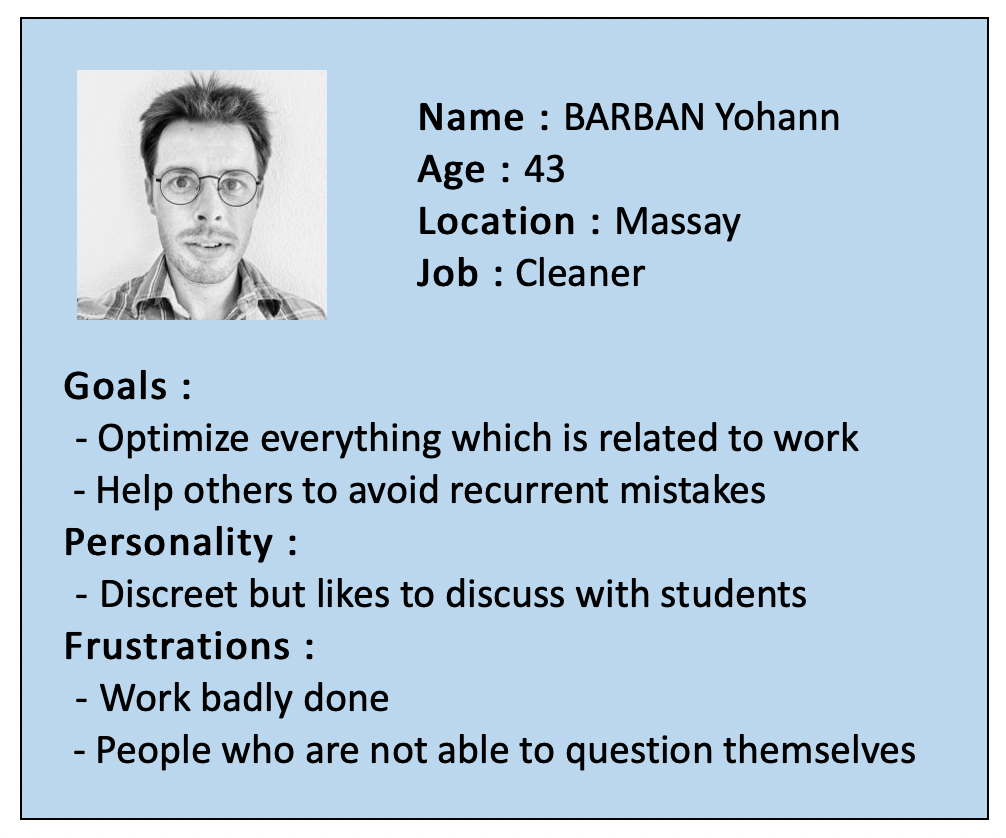 Name : BARBAN Yohann
Age : 43
Location : Massay
Job : Cleaner
Goals :
- Optimize everything which is related to work
- Help others to avoid recurrent mistakes
Personality :
- Discreet but likes to discuss with students
Frustrations :
- Work badly done
- People who are not able to question themselves